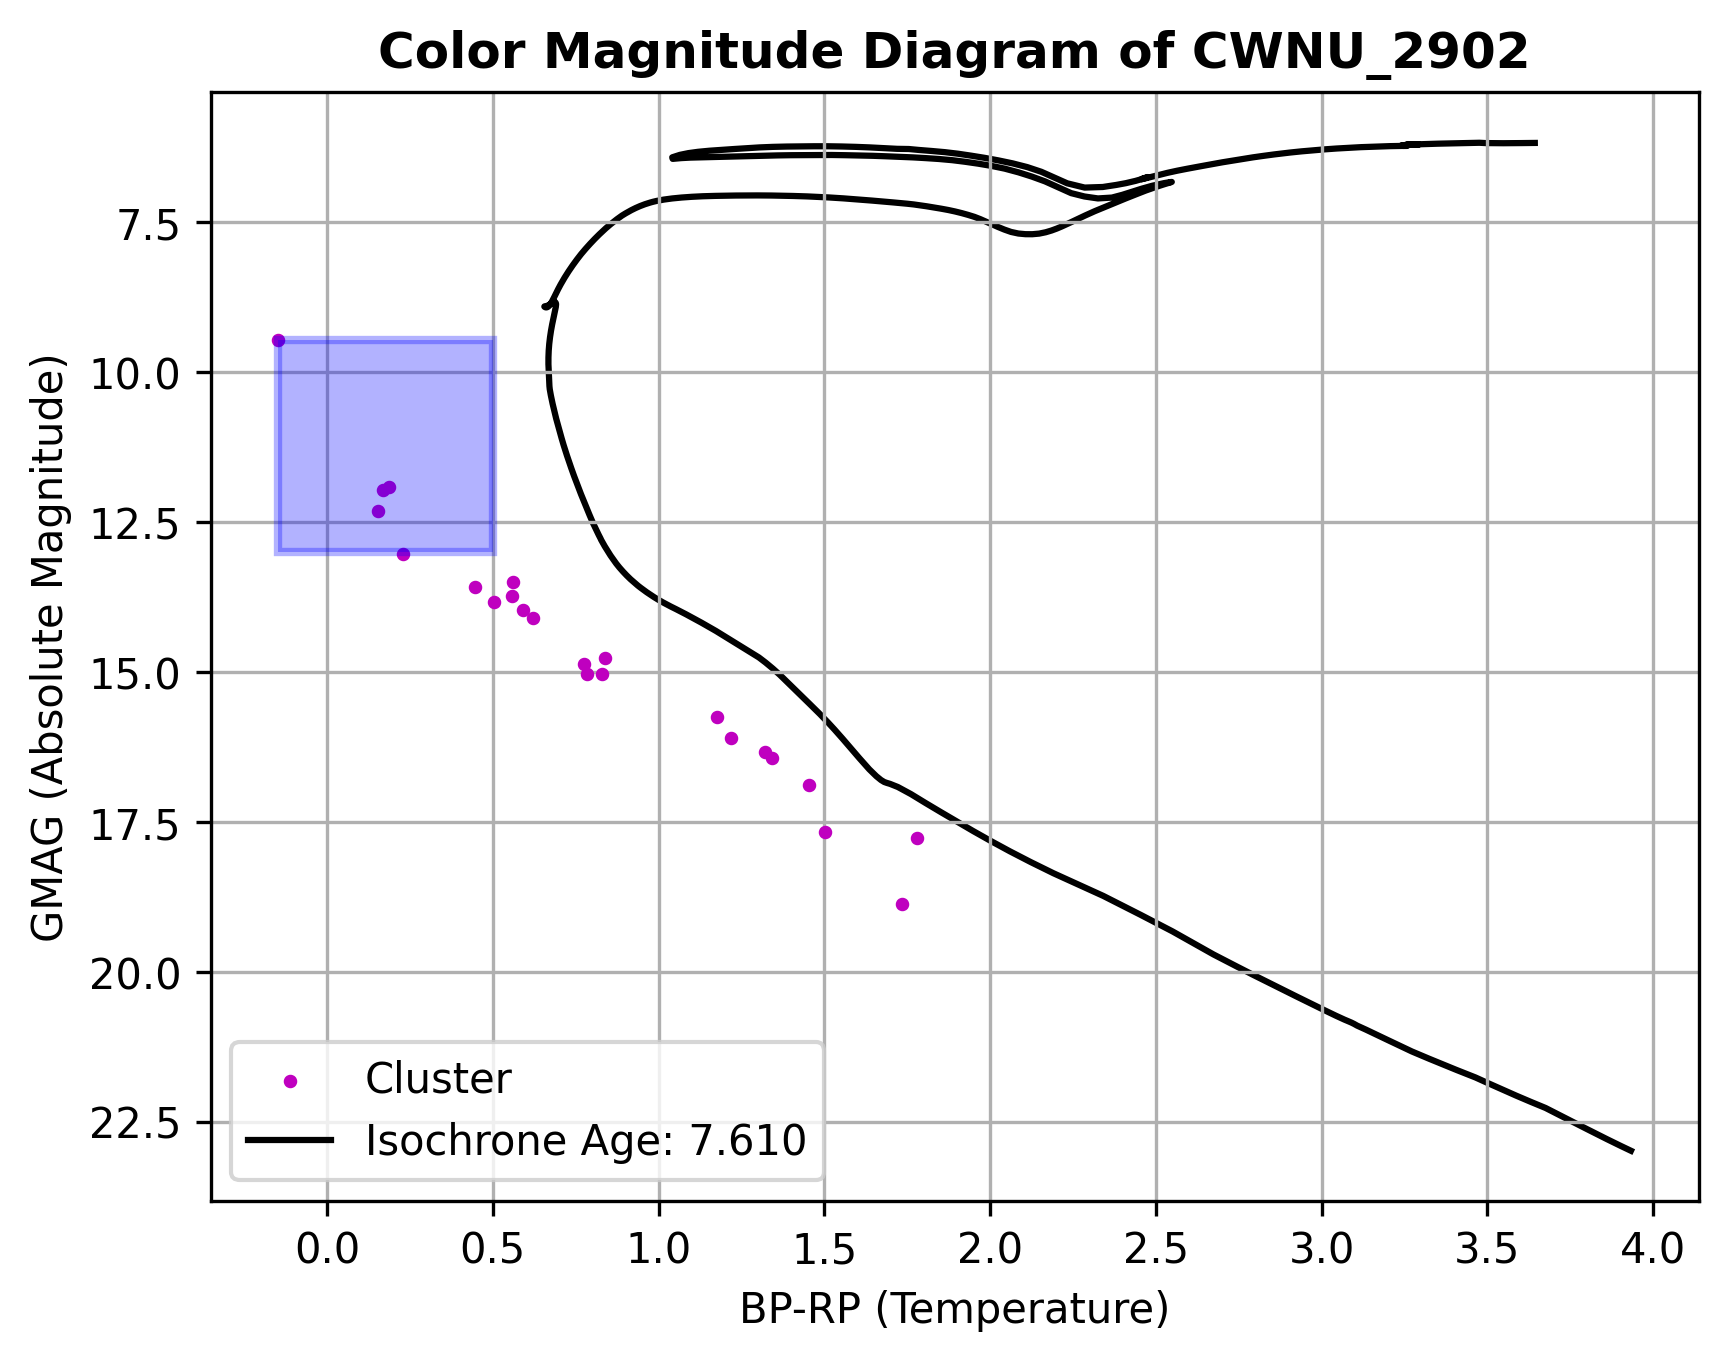 Color Magnitude Diagram of CWNU_2902
GMAG (Absolute Magnitude)
7.5
10.0
12.5
15.0
17.5
20.0
22.5
Cluster
Isochrone Age: 7.610
0.0 0.5 1.0 1.5 2.0 2.5 3.0 3.5 4.0
BP-RP (Temperature)